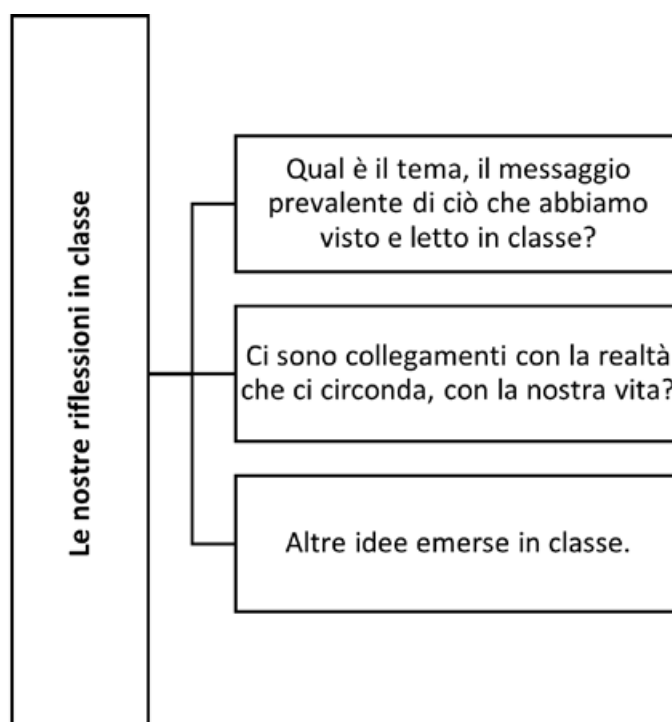 Le nostre riflessioni in classe
Qual è il tema, il messaggio
prevalente di ciò che abbiamo
visto e letto in classe?
Ci sono collegamenti con la realtà
che ci circonda, con la nostra vita?
Altre idee emerse in classe.